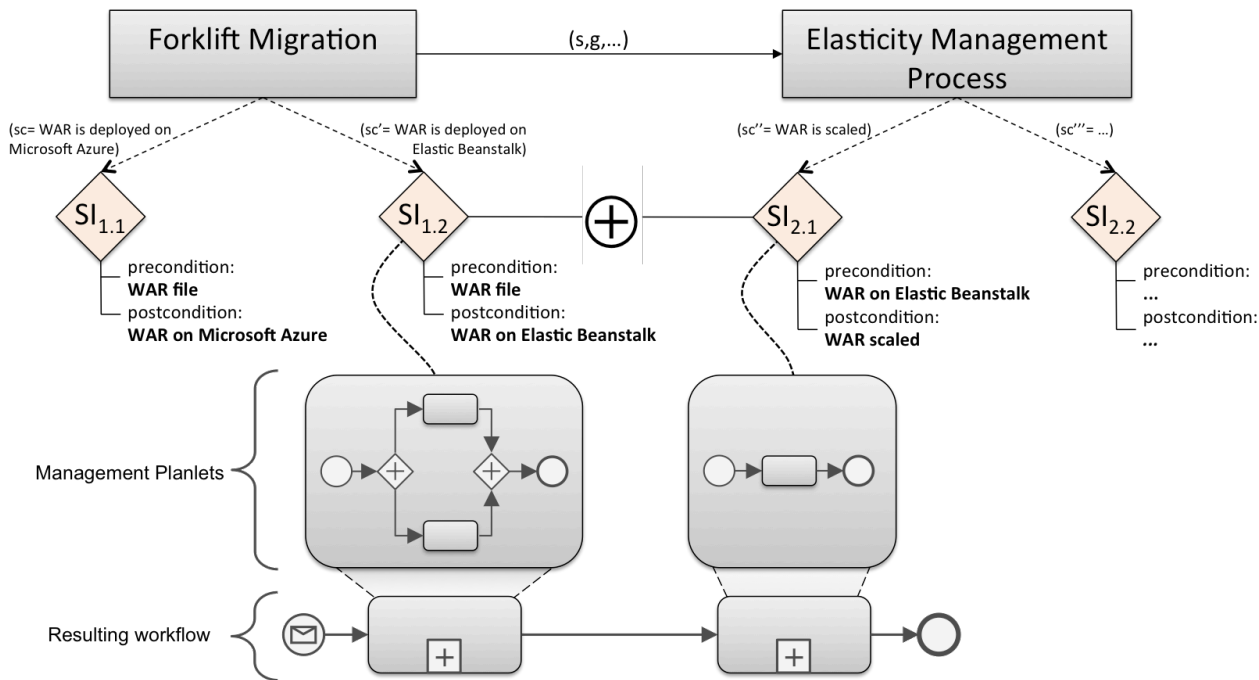 Forklift Migration
(s,g,...)
Elasticity Management
Process
(sc= WAR is deployed on
Microsoft Azure)
(sc'= WAR is deployed on
Elastic Beanstalk)
(sc''= WAR is scaled)
(sc'''= ...)
SI1.1
SI1.2
SI2.1
SI2.2
precondition:
WAR file
postcondition:
WAR on Microsoft Azure
precondition:
WAR file
postcondition:
WAR on Elastic Beanstalk
precondition:
WAR on Elastic Beanstalk
postcondition:
WAR scaled
precondition:
...
postcondition:
...
Management Planlets
Resulting workflow